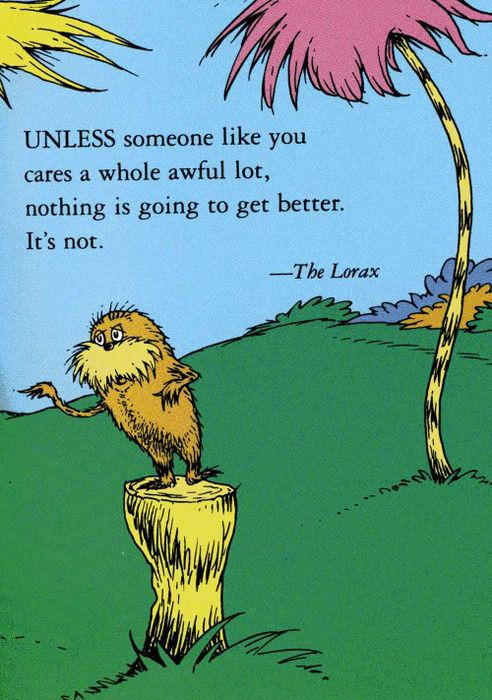 UNLESS someone like you
cares a whole awful lot,
nothing is going to get better.
It's not.
—The Lorax